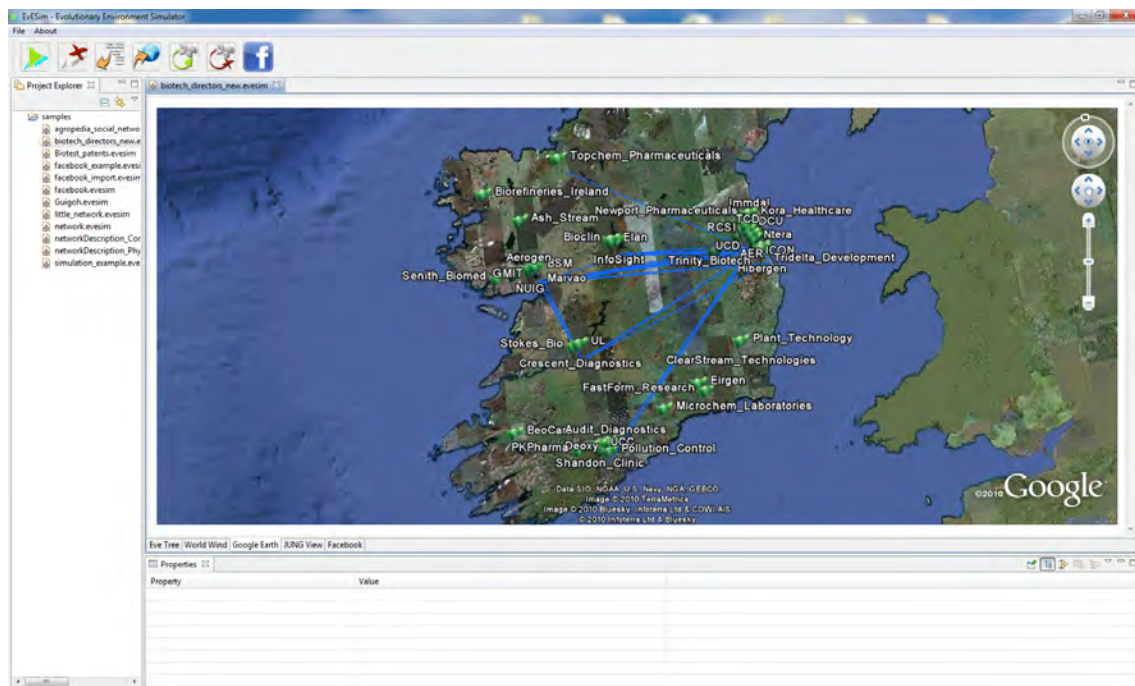 EvESim - Evolutionary Environment Simulator
File About
Project Explorer
biotech_directors_new.evesim
samples
agropedia_social_netwo
biotech_directors_new.e
Biotest_patents.evesim
facebook_example.evesi
facebook_import.evesim
facebook.evesim
Guigoh.evesim
little_network.evesim
network.evesim
networkDescription_Cor
networkDescription_Phy
simulation_example.eve
Topchem_Pharmaceuticals
Biorefineries_Ireland
Immdal
Newport_Pharmaceuticals
Kora_Healthcare
Ash_Stream
TCD
DCU
RCSI
Bioclin
Elan
Ntera
UCD
ICON
Aerogen
BSM
InfoSight
AER
Trinity_Biotech
Tridelta_Development
Senith_Biomed
GMIT
Marvao
Hibergen
NUIG
Stokes_Bio
UL
Plant_Technology
Crescent_Diagnostics
ClearStream_Technologies
FastForm_Research
Eirgen
Microchem_Laboratories
BeoCar
Audit_Diagnostics
PKPharma
Deoxy
UCC
Pollution_Control
Shandon_Clinic
Data SIO, NOAA, U.S. Navy, NGA, GEBCO
Image © 2010 TerraMetrics
Image © 2010 Bluesky, Infoterra Ltd & COWI A/S
© 2010 Infoterra Ltd & Bluesky
©2010 Google
Eve Tree World Wind Google Earth JUNG View Facebook
Properties
Property Value